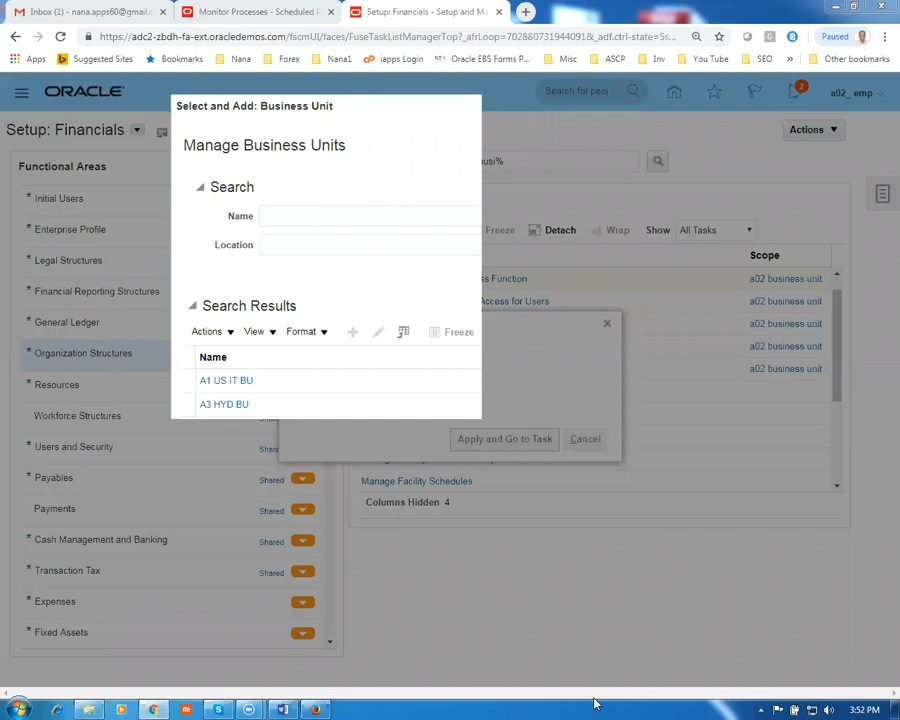 Inbox (1) - nana.apps60@gmail.c
Monitor Processes - Scheduled P
Setup: Financials - Setup and Ma
https://adc2-zbdh-fa-ext.oracledemos.com/fscmUI/faces/FuseTaskListManagerTop?_afrLoop=7028807319440918&_adf.ctrl-state=5s...
Paused
Apps
Suggested Sites
Bookmarks
Nana
Forex
Nana1
iapps Login
Oracle EBS Forms P...
Misc
ASCP
Inv
You Tube
SEO
»
Other bookmarks
ORACLE
Search for peop
2
a02_ emp
Setup: Financials
Actions
Functional Areas
* Initial Users
* Enterprise Profile
* Legal Structures
* Financial Reporting Structures
* General Ledger
* Organization Structures
* Resources
Workforce Structures
* Users and Security
Shared
* Payables
Shared
Payments
Shared
* Cash Management and Banking
Shared
* Transaction Tax
Shared
* Expenses
* Fixed Assets
Select and Add: Business Unit
Manage Business Units
Search
Name
Location
Search Results
Actions
View
Format
Freeze
Name
A1 US IT BU
A3 HYD BU
busi%
Freeze
Detach
Wrap
Show
All Tasks
Scope
ss Function
a02 business unit
Access for Users
a02 business unit
a02 business unit
a02 business unit
a02 business unit
Apply and Go to Task
Cancel
Manage Facility Schedules
Columns Hidden 4
3:52 PM